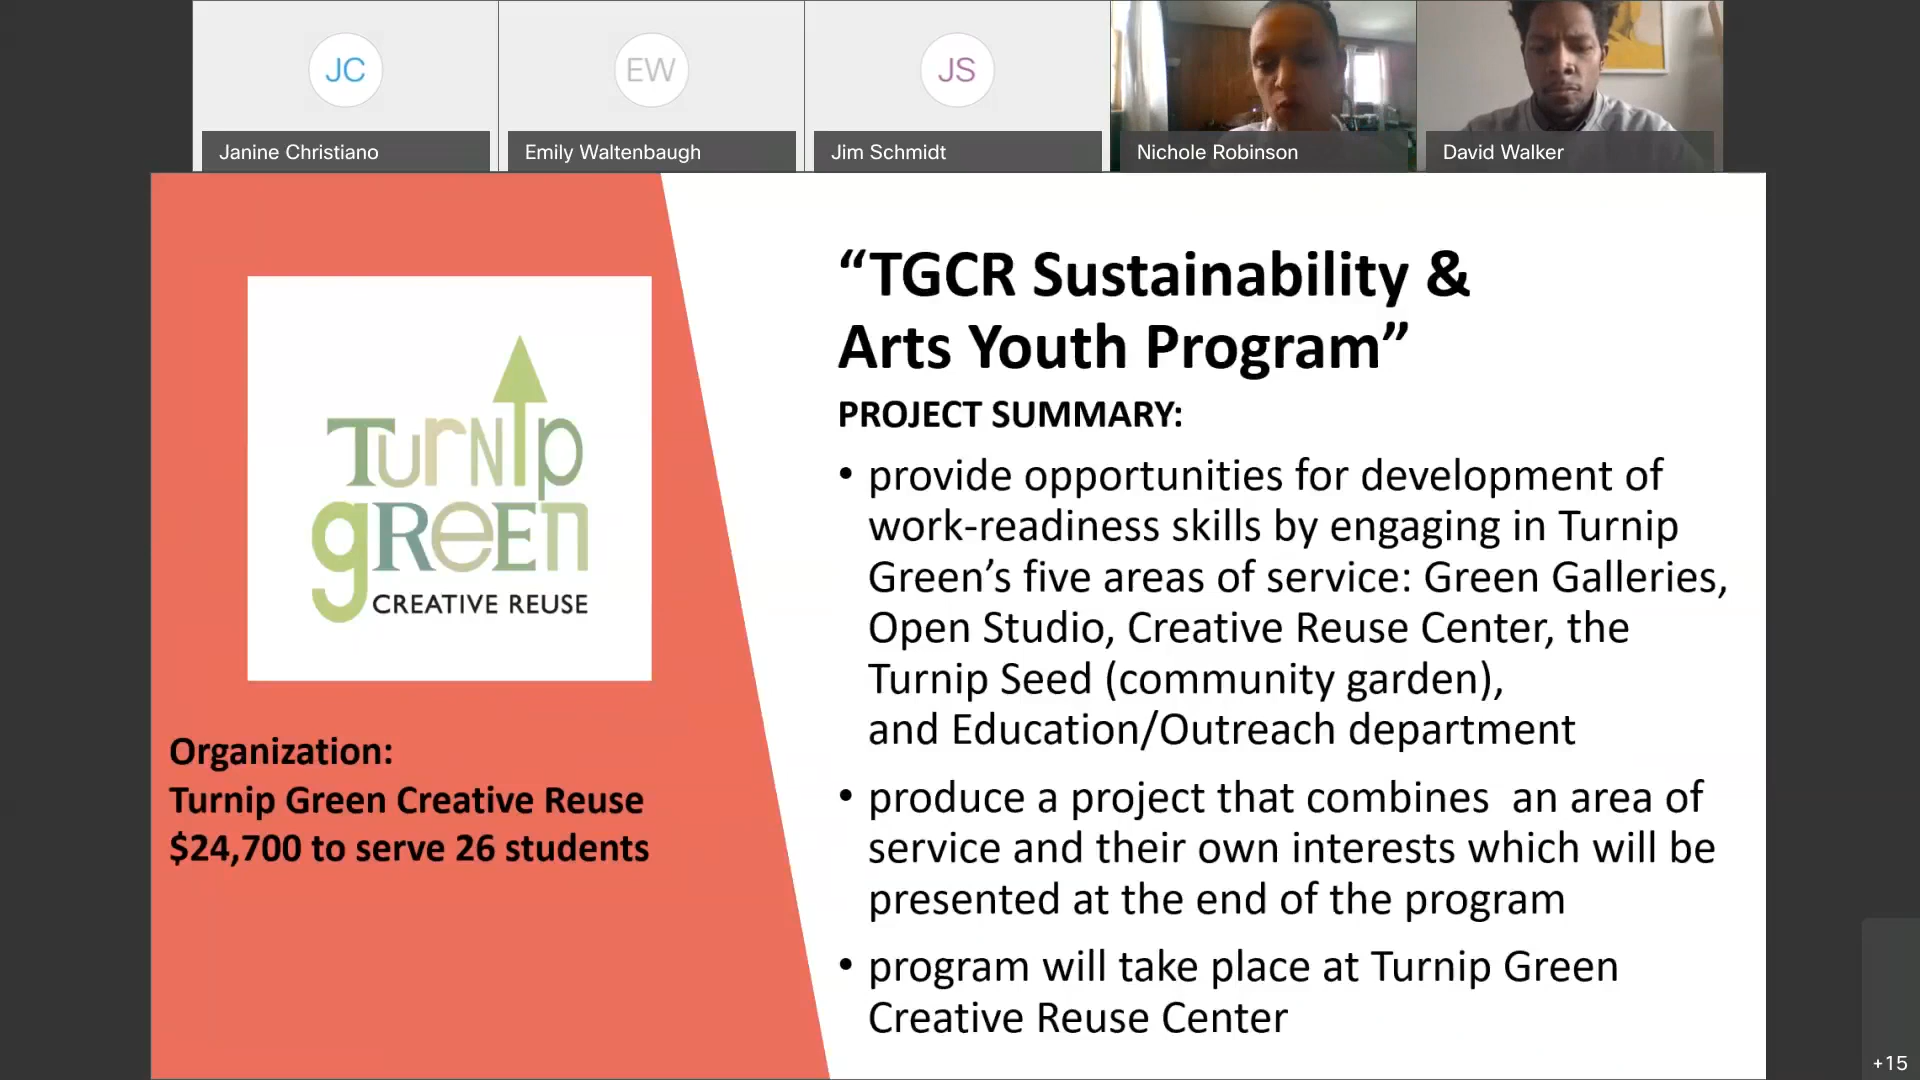 JC
EW
JS
Janine Christiano
Emily Waltenbaugh
Jim Schmidt
Nichole Robinson
David Walker
Turnip
green
CREATIVE REUSE
Organization:
Turnip Green Creative Reuse
$24,700 to serve 26 students
“TGCR Sustainability &
Arts Youth Program”
PROJECT SUMMARY:
• provide opportunities for development of
work-readiness skills by engaging in Turnip
Green’s five areas of service: Green Galleries,
Open Studio, Creative Reuse Center, the
Turnip Seed (community garden),
and Education/Outreach department
• produce a project that combines  an area of
service and their own interests which will be
presented at the end of the program
• program will take place at Turnip Green
Creative Reuse Center
+15